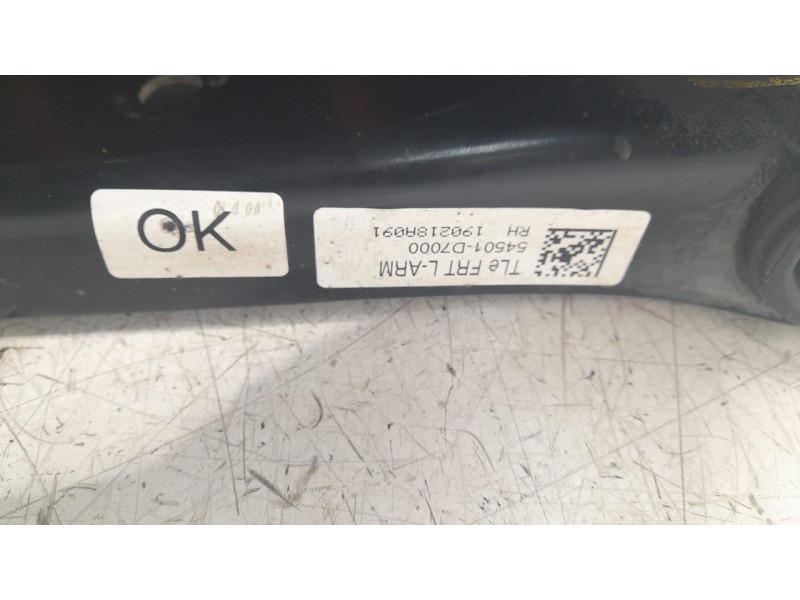 OK
TLe FRT L-ARM
54501-D7000
RH 190218A091